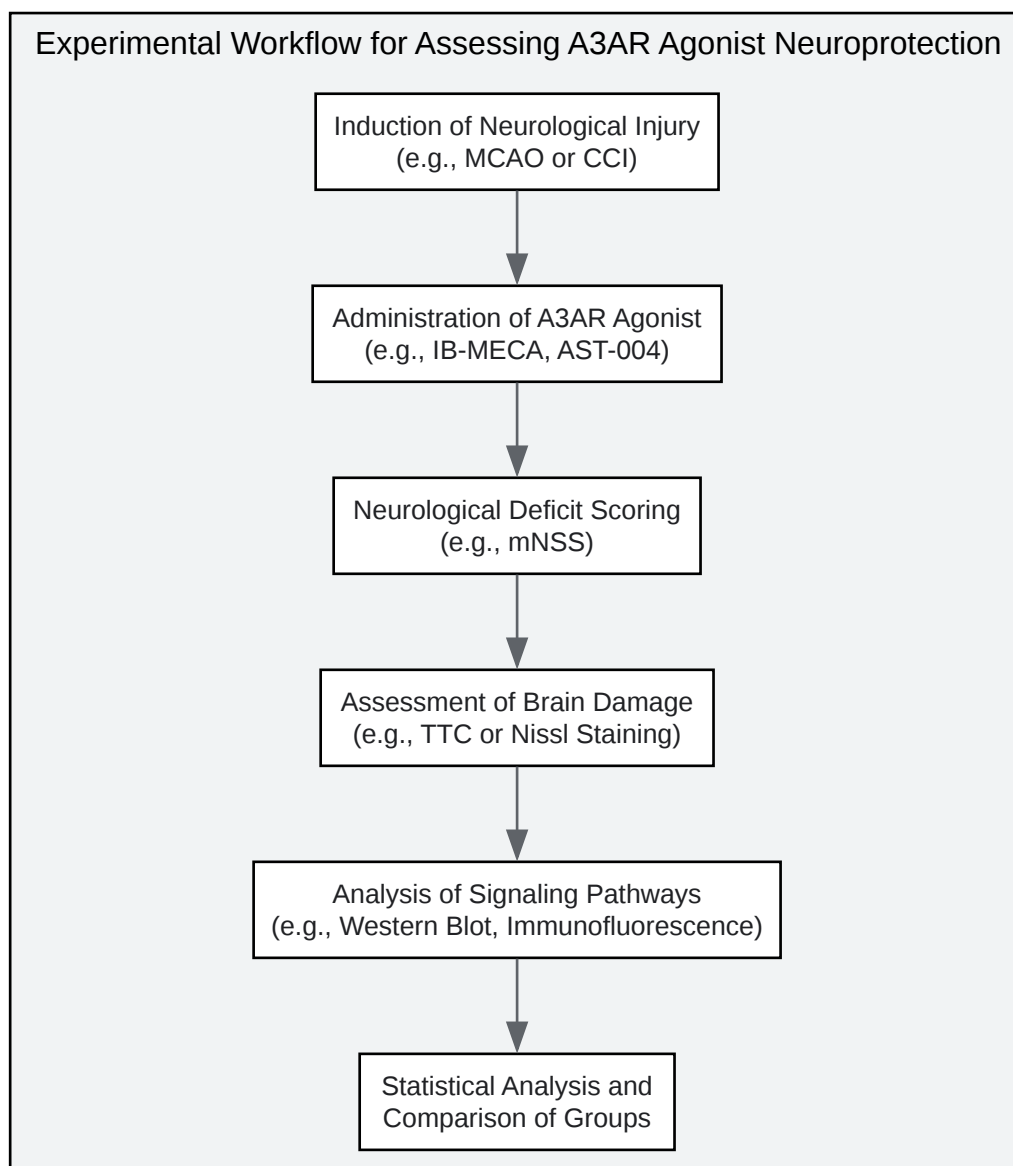 Experimental Workflow for Assessing A3AR Agonist Neuroprotection
Induction of Neurological Injury
(e.g., MCAO or CCI)
Administration of A3AR Agonist
(e.g., IB-MECA, AST-004)
Neurological Deficit Scoring
(e.g., mNSS)
Assessment of Brain Damage
(e.g., TTC or Nissl Staining)
Analysis of Signaling Pathways
(e.g., Western Blot, Immunofluorescence)
Statistical Analysis and
Comparison of Groups